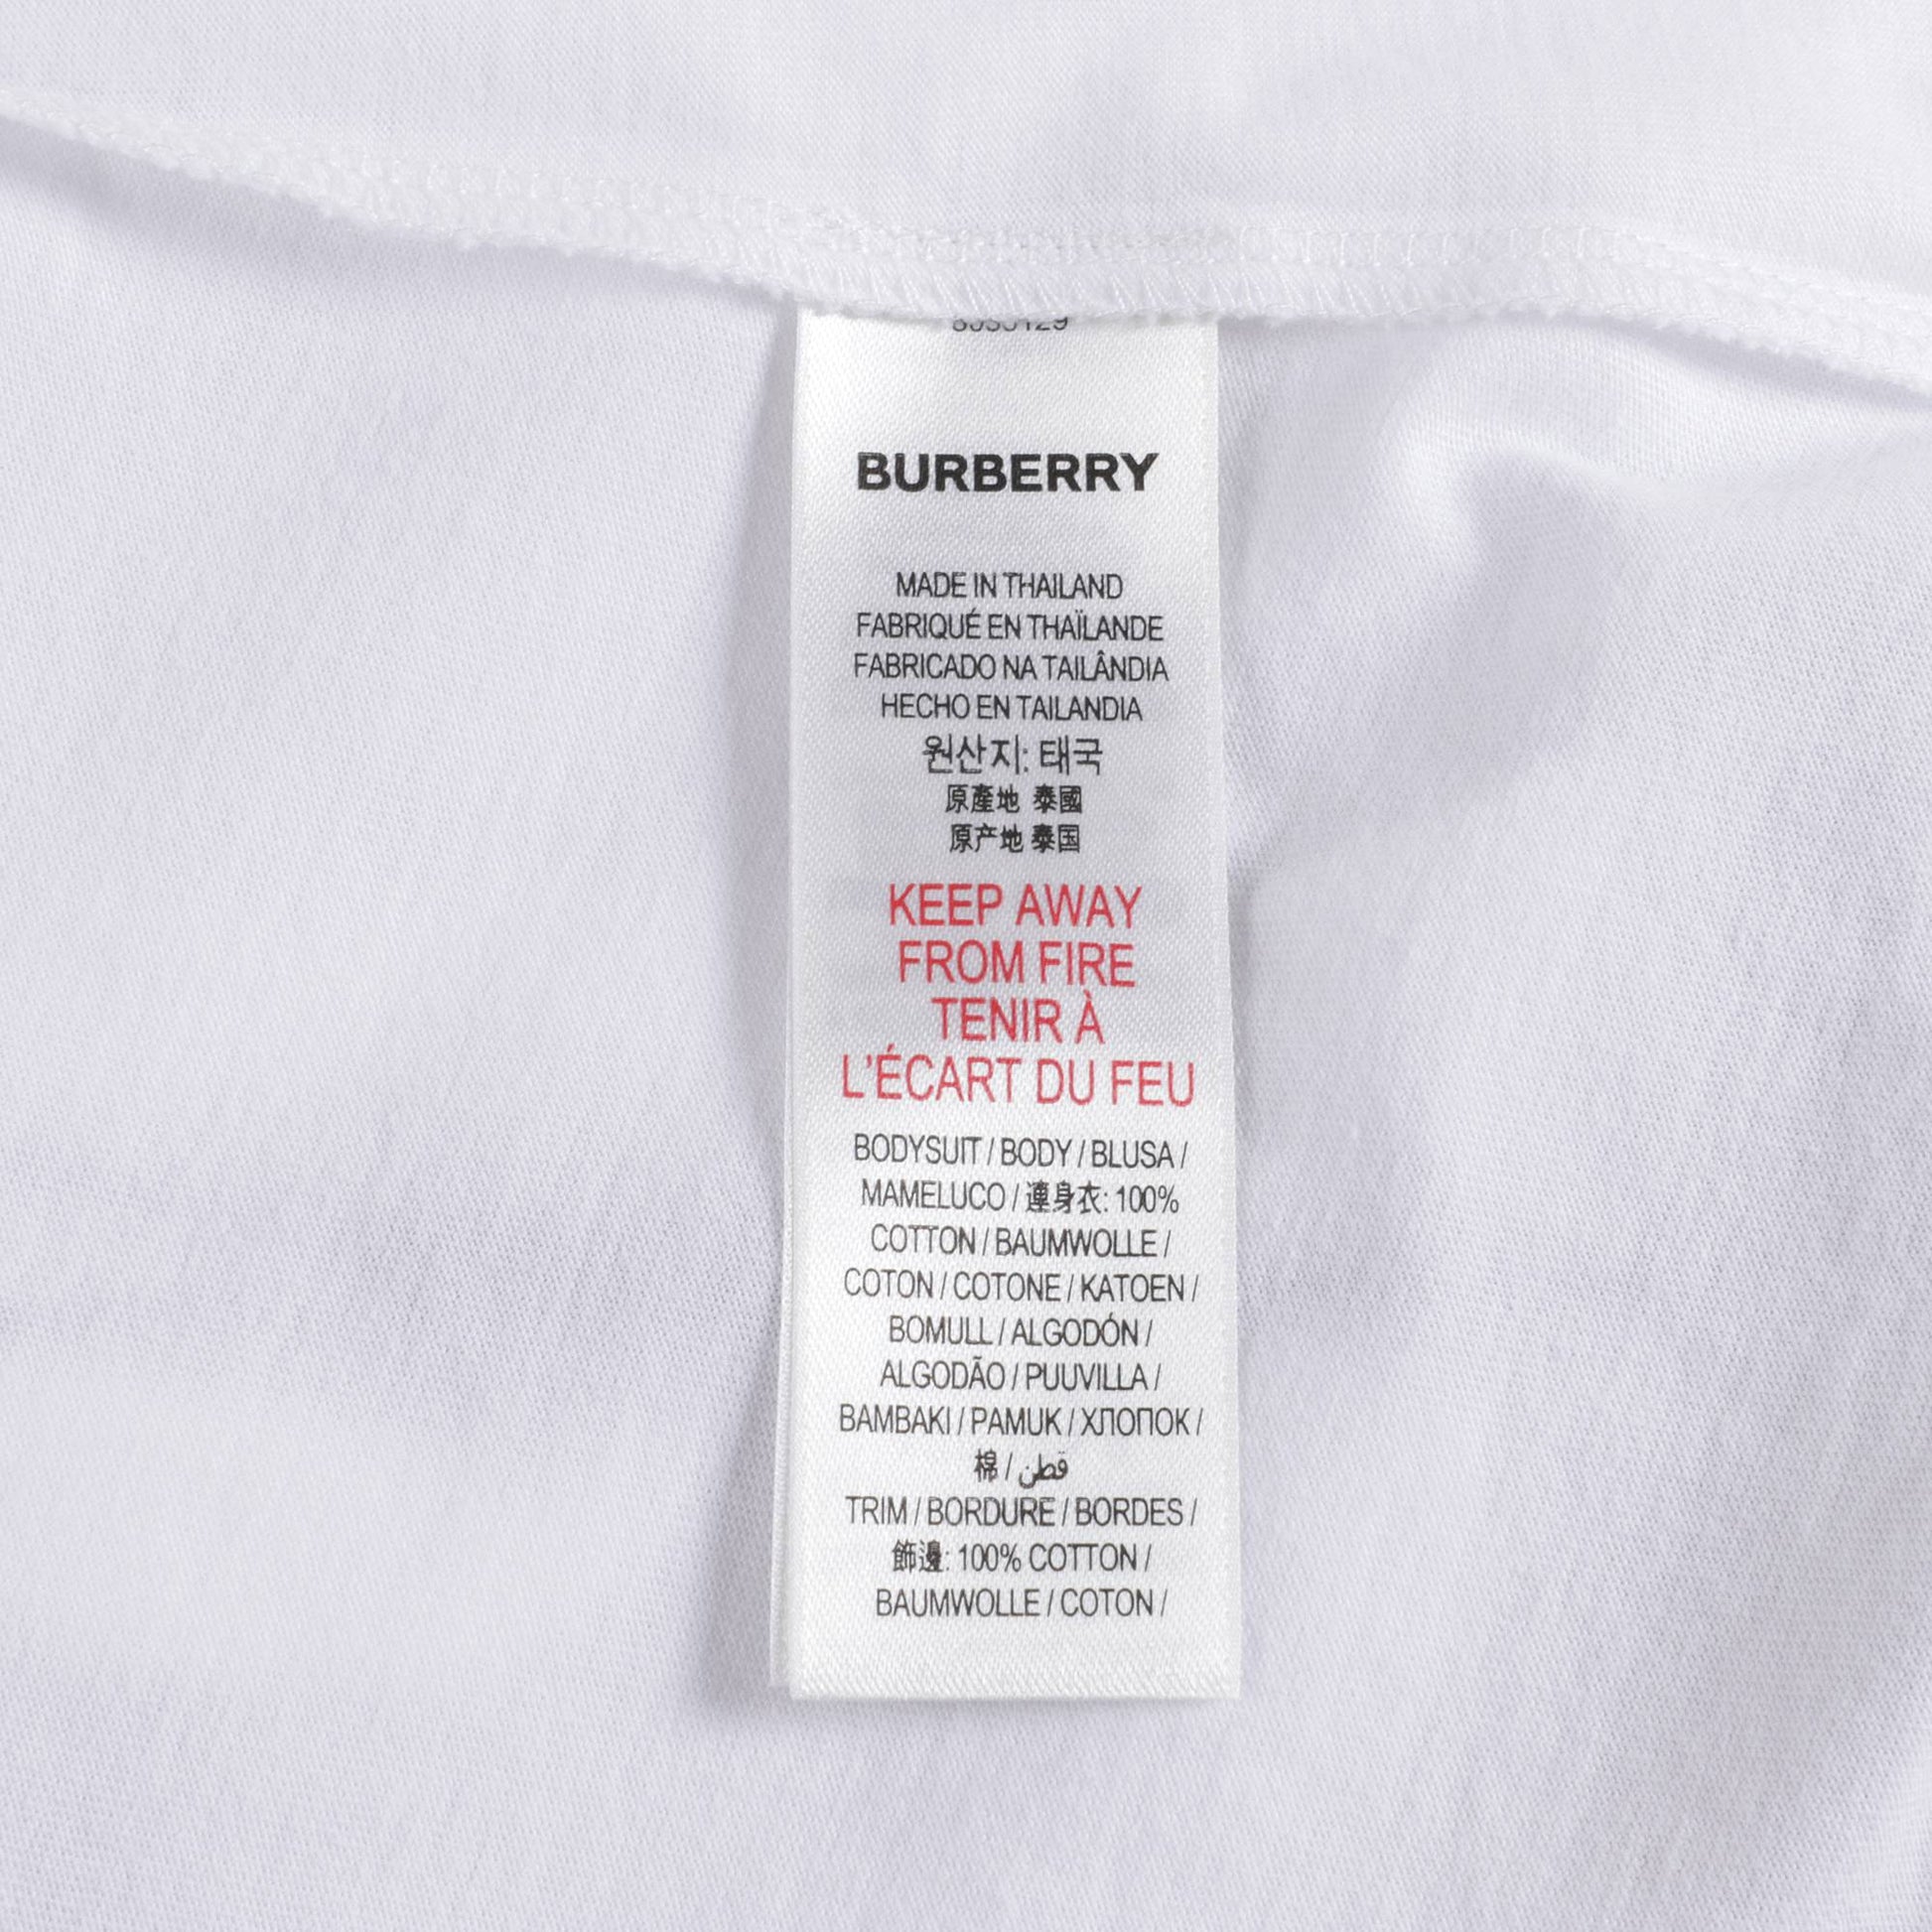 BURBERRY
MADE IN THAILAND
FABRIQUÉ EN THAÏLANDE
FABRICADO NA TAILÂNDIA
HECHO EN TAILANDIA
원산지: 태국
原產地 泰國
原产地 泰国
KEEP AWAY
FROM FIRE
TENIR À
L'ÉCART DU FEU
BODYSUIT / BODY / BLUSA /
MAMELUCO / 連身衣: 100%
COTTON / BAUMWOLLE /
COTON / COTONE / KATOEN /
BOMULL / ALGODÓN /
ALGODÃO / PUUVILLA /
BAMBAKI / PAMUK / ХЛОПОК /
棉 / قطن
TRIM / BORDURE / BORDES /
飾邊: 100% COTTON /
BAUMWOLLE / COTON /